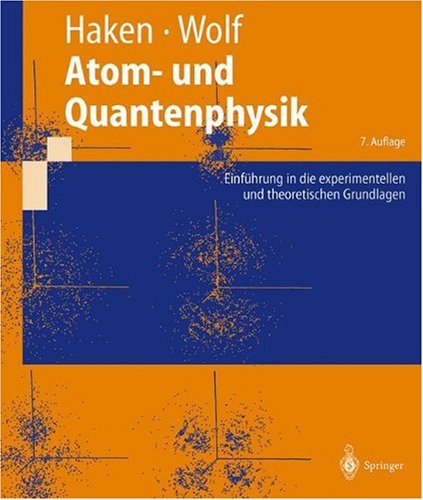 Haken · Wolf
Atom- und
Quantenphysik
7. Auflage
Einführung in die experimentellen
und theoretischen Grundlagen
Springer